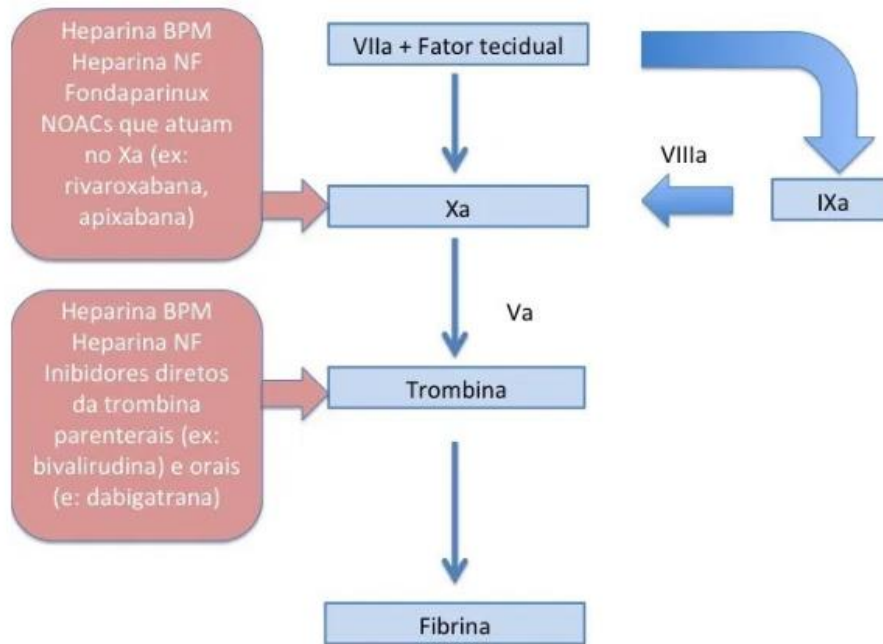 Heparina BPM
Heparina NF
Fondaparinux
NOACs que atuam
no Xa (ex:
rivaroxabana,
apixabana)
VIIa + Fator tecidual
VIIIa
Xa
IXa
Va
Heparina BPM
Heparina NF
Inibidores diretos
da trombina
parenterais (ex:
bivalirudina) e orais
(e: dabigatrana)
Trombina
Fibrina